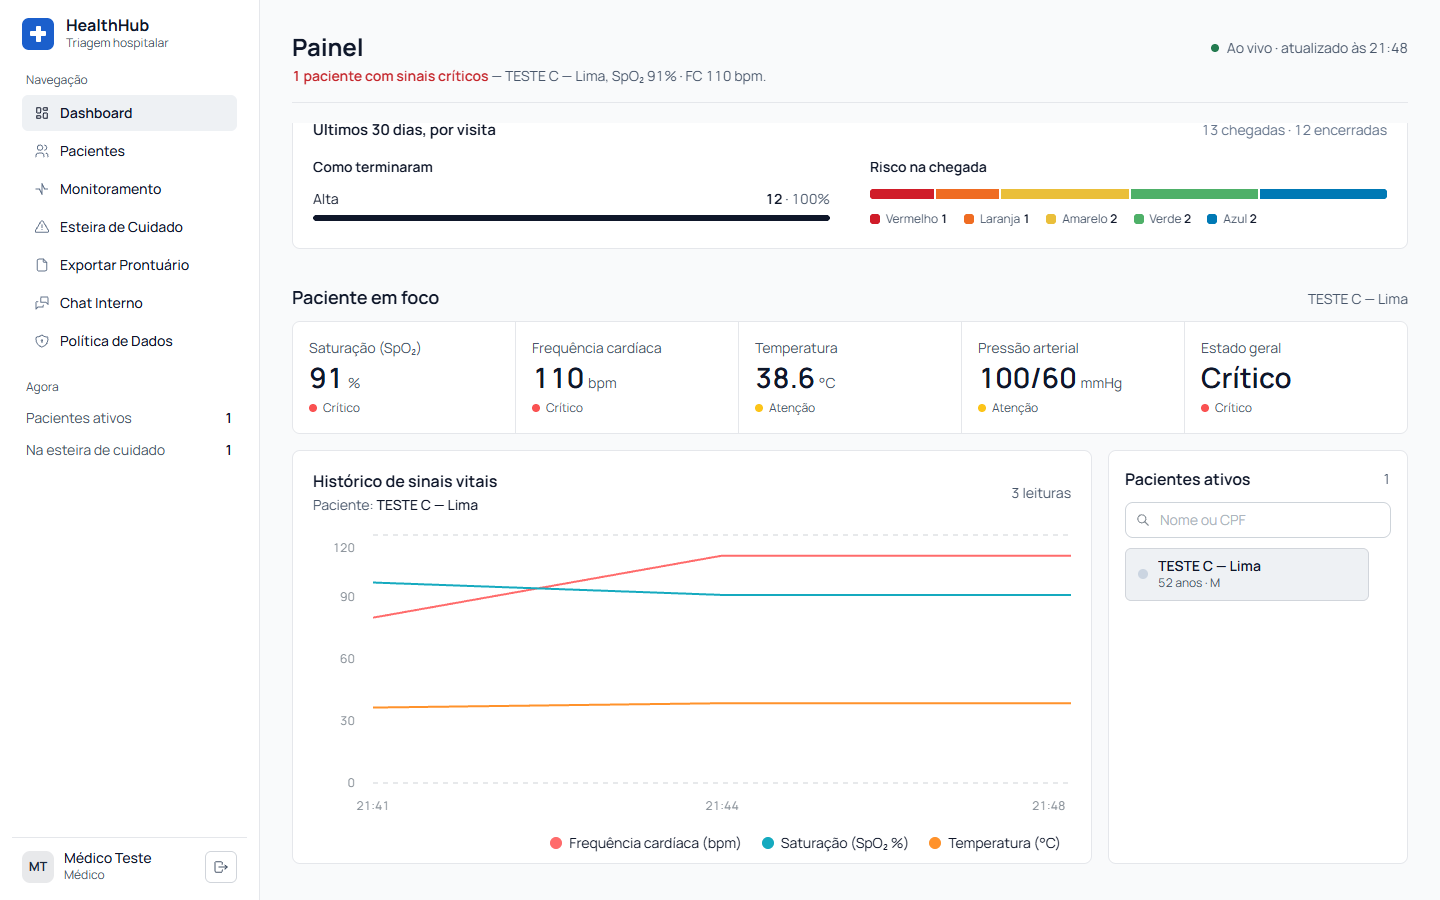 HealthHub
Triagem hospitalar
Navegação
Dashboard
Pacientes
Monitoramento
Esteira de Cuidado
Exportar Prontuário
Chat Interno
Política de Dados
Agora
Pacientes ativos 1
Na esteira de cuidado 1
MT
Médico Teste
Médico
Painel
Ao vivo · atualizado às 21:48
1 paciente com sinais críticos — TESTE C — Lima, SpO₂ 91% · FC 110 bpm.
Últimos 30 dias, por visita
13 chegadas · 12 encerradas
Como terminaram
Alta 12 · 100%
Risco na chegada
Vermelho 1 Laranja 1 Amarelo 2 Verde 2 Azul 2
Paciente em foco
TESTE C — Lima
Saturação (SpO₂)
91 %
Crítico
Frequência cardíaca
110 bpm
Crítico
Temperatura
38.6 °C
Atenção
Pressão arterial
100/60 mmHg
Atenção
Estado geral
Crítico
Crítico
Histórico de sinais vitais
Paciente: TESTE C — Lima
3 leituras
120
90
60
30
0
21:41 21:44 21:48
Frequência cardíaca (bpm) Saturação (SpO₂ %) Temperatura (°C)
Pacientes ativos 1
Nome ou CPF
TESTE C — Lima
52 anos · M